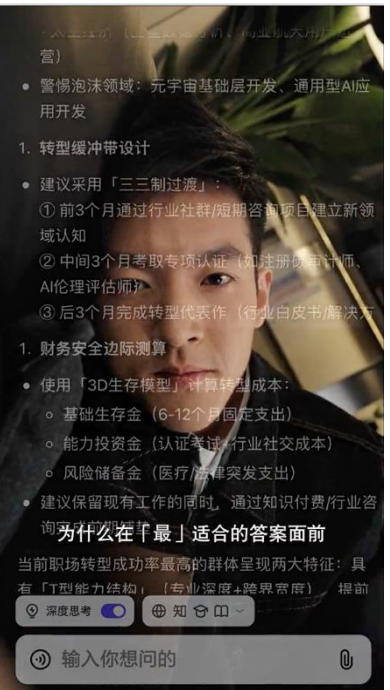 营）
• 警惕泡沫领域：元宇宙基础层开发、通用型AI应
用开发
1. 转型缓冲带设计
• 建议采用「三三制过渡」：
① 前3个月通过行业社群/短期咨询项目建立新领
域认知
② 中间3个月考取专项认证（如注册碳审计师、
AI伦理评估师）
③ 后3个月完成转型代表作（行业白皮书/解决方
1. 财务安全边际测算
• 使用「3D生存模型」计算转型成本：
○ 基础生存金（6-12个月固定支出）
○ 能力投资金（认证考试+行业社交成本）
○ 风险储备金（医疗/法律突发支出）
• 建议保留现有工作的同时，通过知识付费/行业咨
为什么在「最」适合的答案面前
当前职场转型成功率最高的群体呈现两大特征：具
有「T型能力结构」（专业深度+跨界宽度）、提前
深度思考 知
输入你想问的